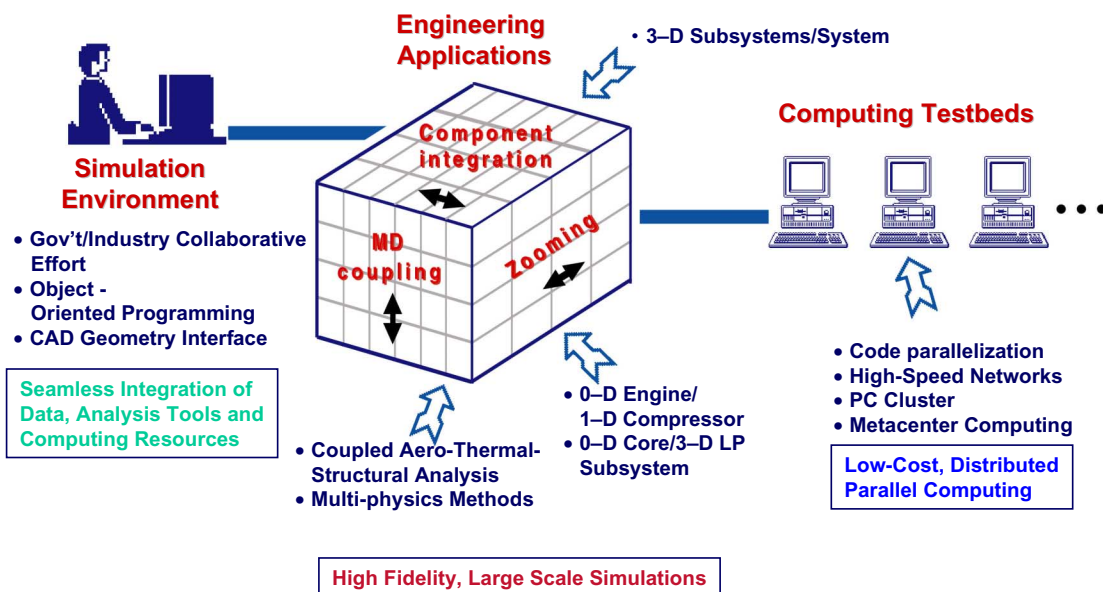 Engineering
Applications
• 3–D Subsystems/System
Computing Testbeds
Component
integration
MD
coupling
Zooming
Simulation
Environment
• Gov't/Industry Collaborative
Effort
• Object -
Oriented Programming
• CAD Geometry Interface
Seamless Integration of
Data, Analysis Tools and
Computing Resources
• Coupled Aero-Thermal-
Structural Analysis
• Multi-physics Methods
• 0–D Engine/
1–D Compressor
• 0–D Core/3–D LP
Subsystem
• • •
• Code parallelization
• High-Speed Networks
• PC Cluster
• Metacenter Computing
Low-Cost, Distributed
Parallel Computing
High Fidelity, Large Scale Simulations